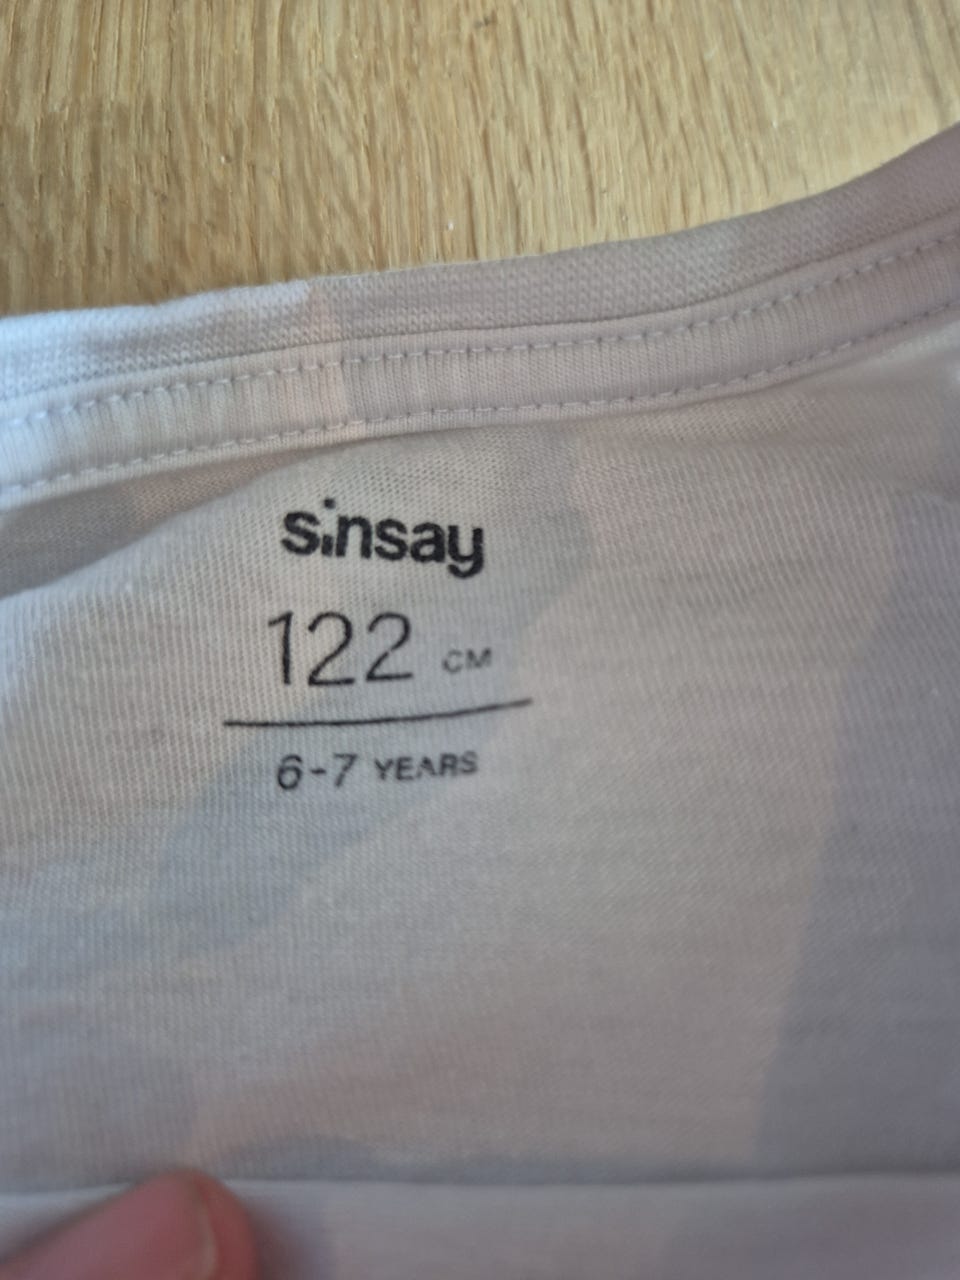 sinsay
122 CM
6-7 YEARS